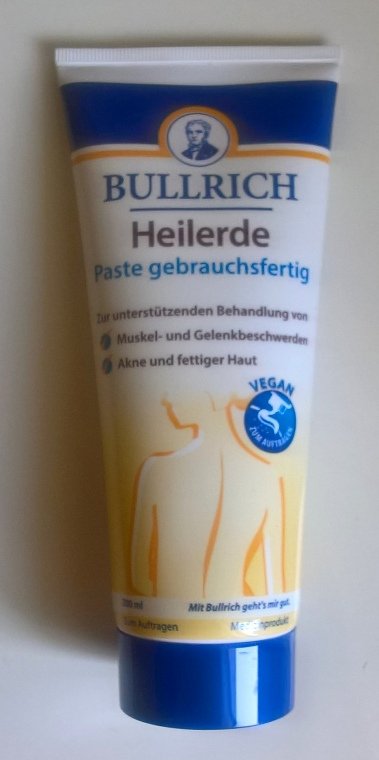 BULLRICH
Heilerde
Paste gebrauchsfertig
Zur unterstützenden Behandlung von
Muskel- und Gelenkbeschwerden
Akne und fettiger Haut
VEGAN
ZUM AUFTRAGEN
200 ml
Mit Bullrich geht's mir gut.
Zum Auftragen
Medizinprodukt